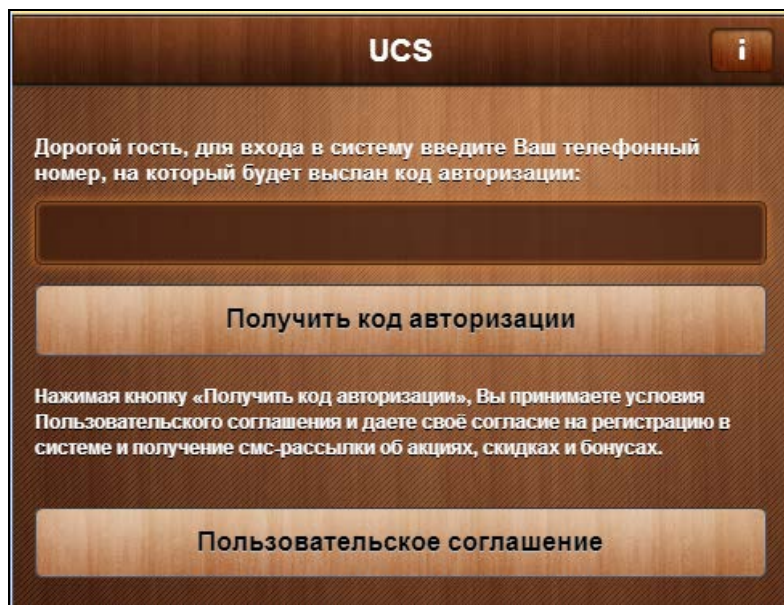 UCS
i
Дорогой гость, для входа в систему введите Ваш телефонный
номер, на который будет выслан код авторизации:
Получить код авторизации
Нажимая кнопку «Получить код авторизации», Вы принимаете условия
Пользовательского соглашения и даете своё согласие на регистрацию в
системе и получение смс-рассылки об акциях, скидках и бонусах.
Пользовательское соглашение